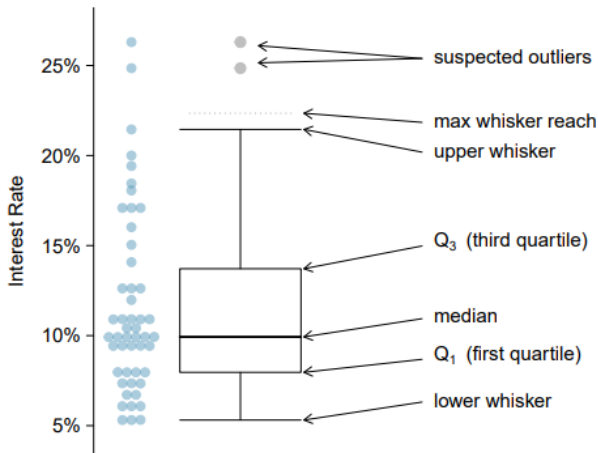 25%
20%
15%
10%
5%
Interest Rate
suspected outliers
max whisker reach
upper whisker
Q₃ (third quartile)
median
Q₁ (first quartile)
lower whisker